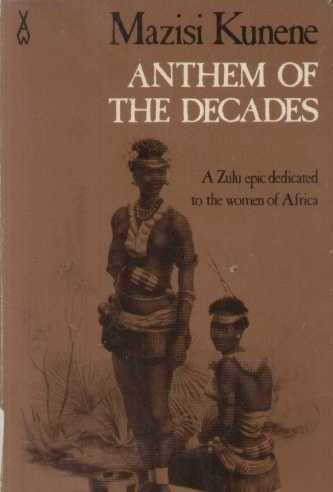 Mazisi Kunene
ANTHEM OF
THE DECADES
A Zulu epic dedicated
to the women of Africa